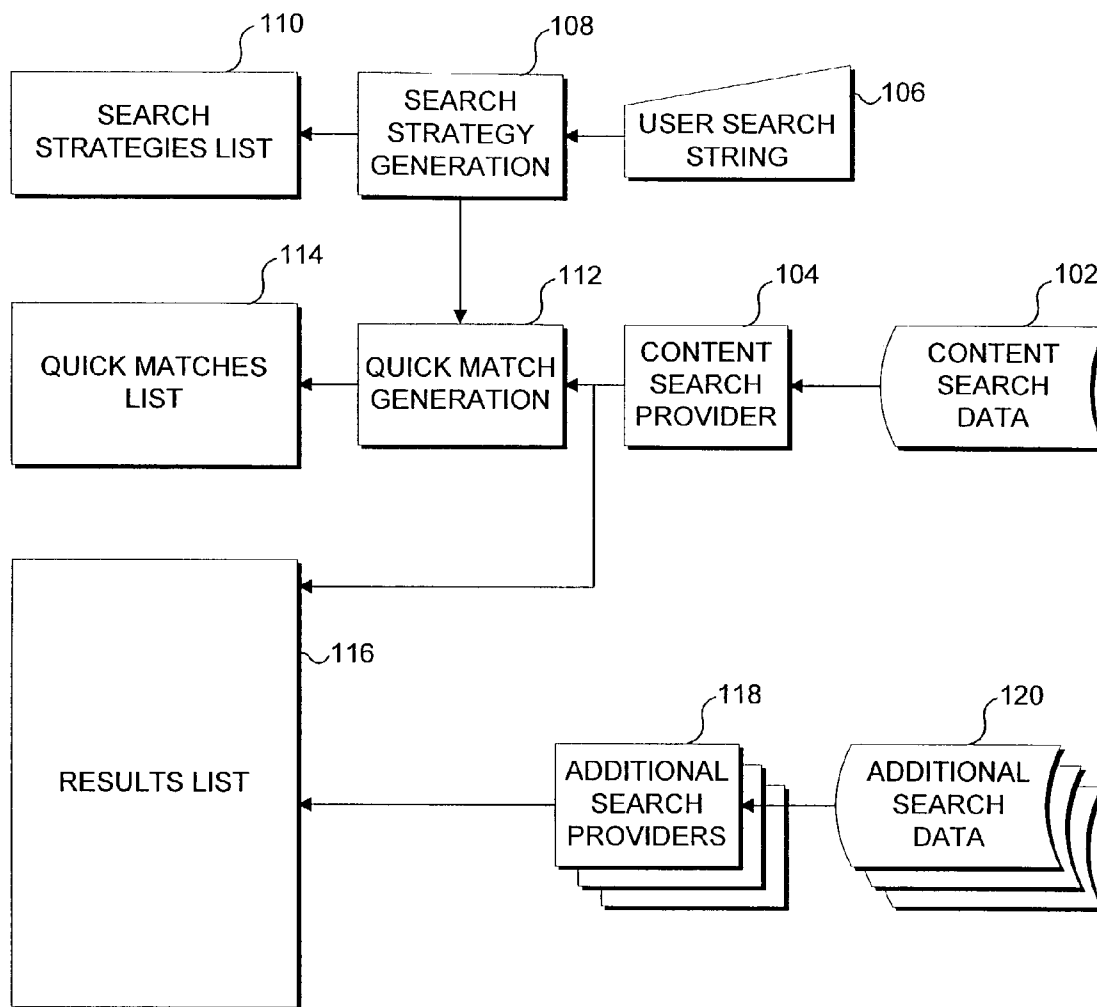 110
108
106
SEARCH
STRATEGIES LIST
SEARCH
STRATEGY
GENERATION
USER SEARCH
STRING
114
112
104
102
QUICK MATCHES
LIST
QUICK MATCH
GENERATION
CONTENT
SEARCH
PROVIDER
CONTENT
SEARCH
DATA
116
RESULTS LIST
118
120
ADDITIONAL
SEARCH
PROVIDERS
ADDITIONAL
SEARCH
DATA